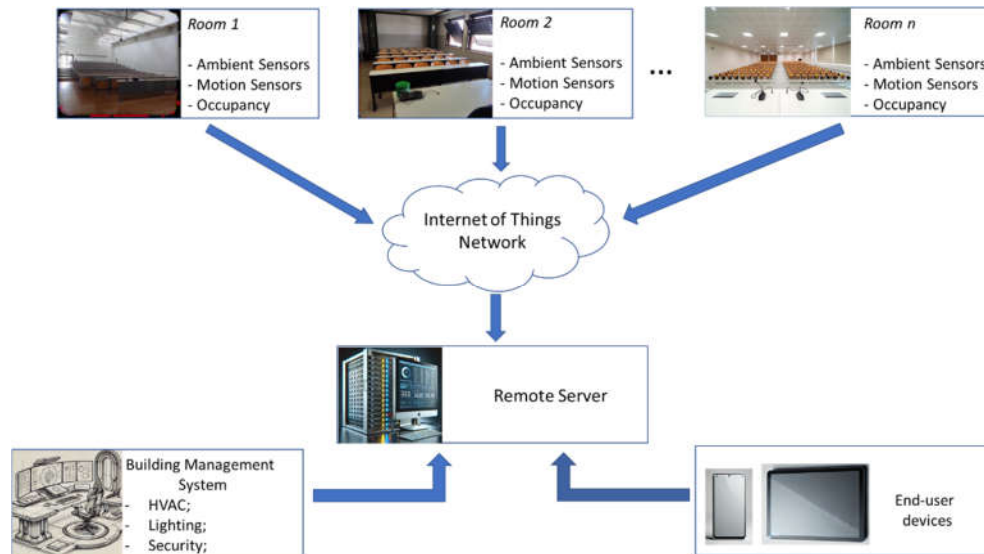 Room 1
- Ambient Sensors
- Motion Sensors
- Occupancy
Room 2
- Ambient Sensors
- Motion Sensors
- Occupancy
...
Room n
- Ambient Sensors
- Motion Sensors
- Occupancy
Internet of Things
Network
Remote Server
Building Management
System
- HVAC;
- Lighting;
- Security;
End-user
devices